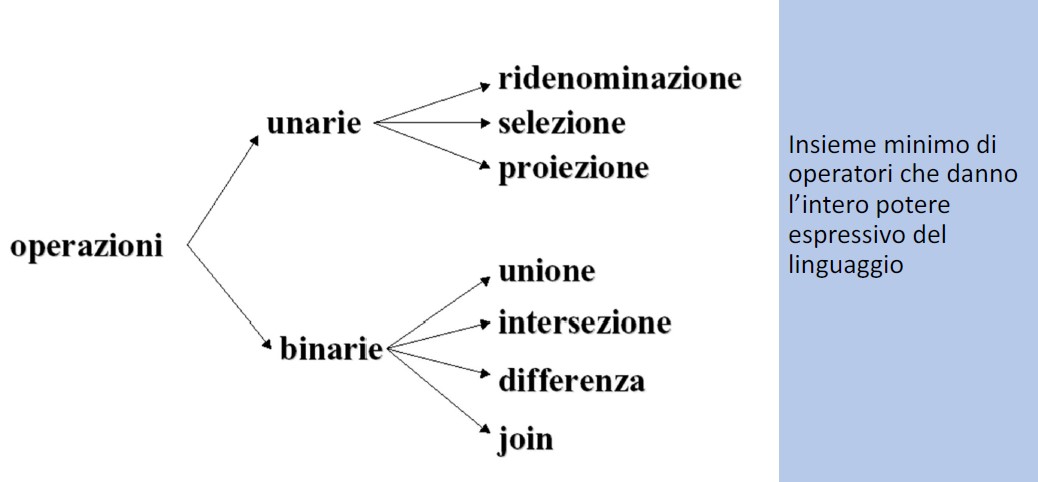 operazioni
unarie
ridenominazione
selezione
proiezione
binarie
unione
intersezione
differenza
join
Insieme minimo di
operatori che danno
l’intero potere
espressivo del
linguaggio